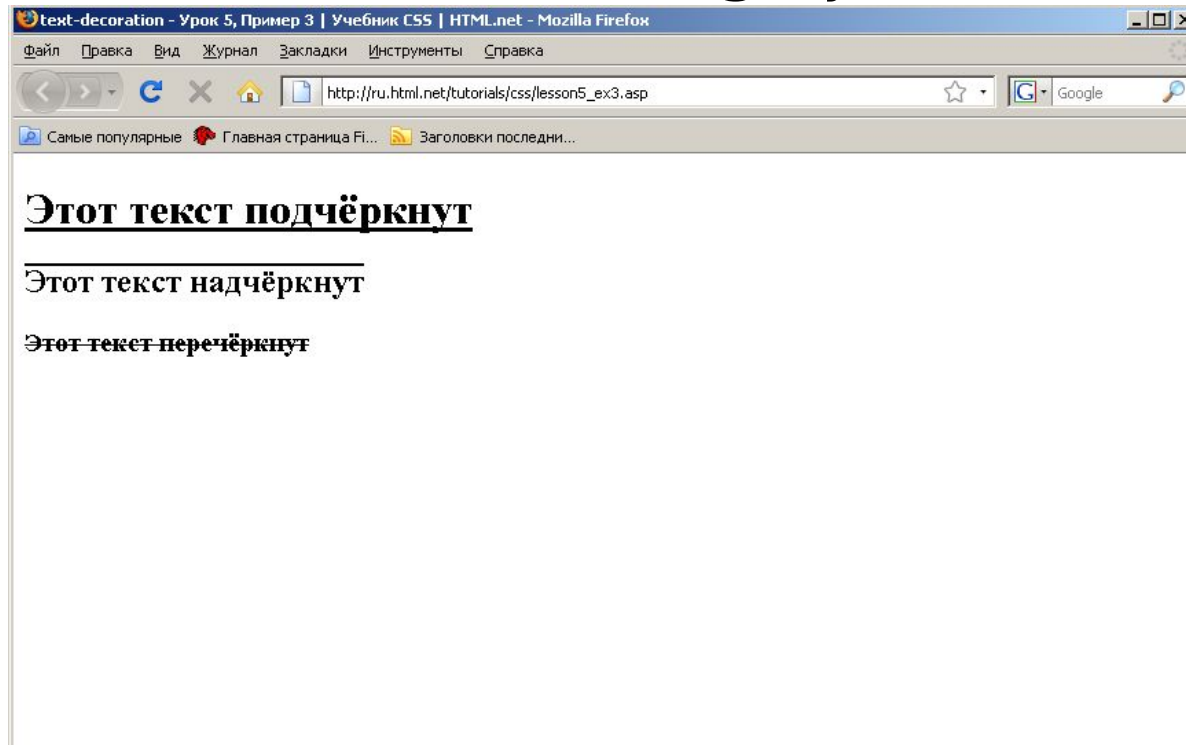 text-decoration - Урок 5, Пример 3 | Учебник CSS | HTML.net - Mozilla Firefox
Файл Правка Вид Журнал Закладки Инструменты Справка
http://ru.html.net/tutorials/css/lesson5_ex3.asp G Google
Самые популярные Главная страница Fi... Заголовки последни...
Этот текст подчёркнут
Этот текст надчёркнут
Этот текст перечёркнут